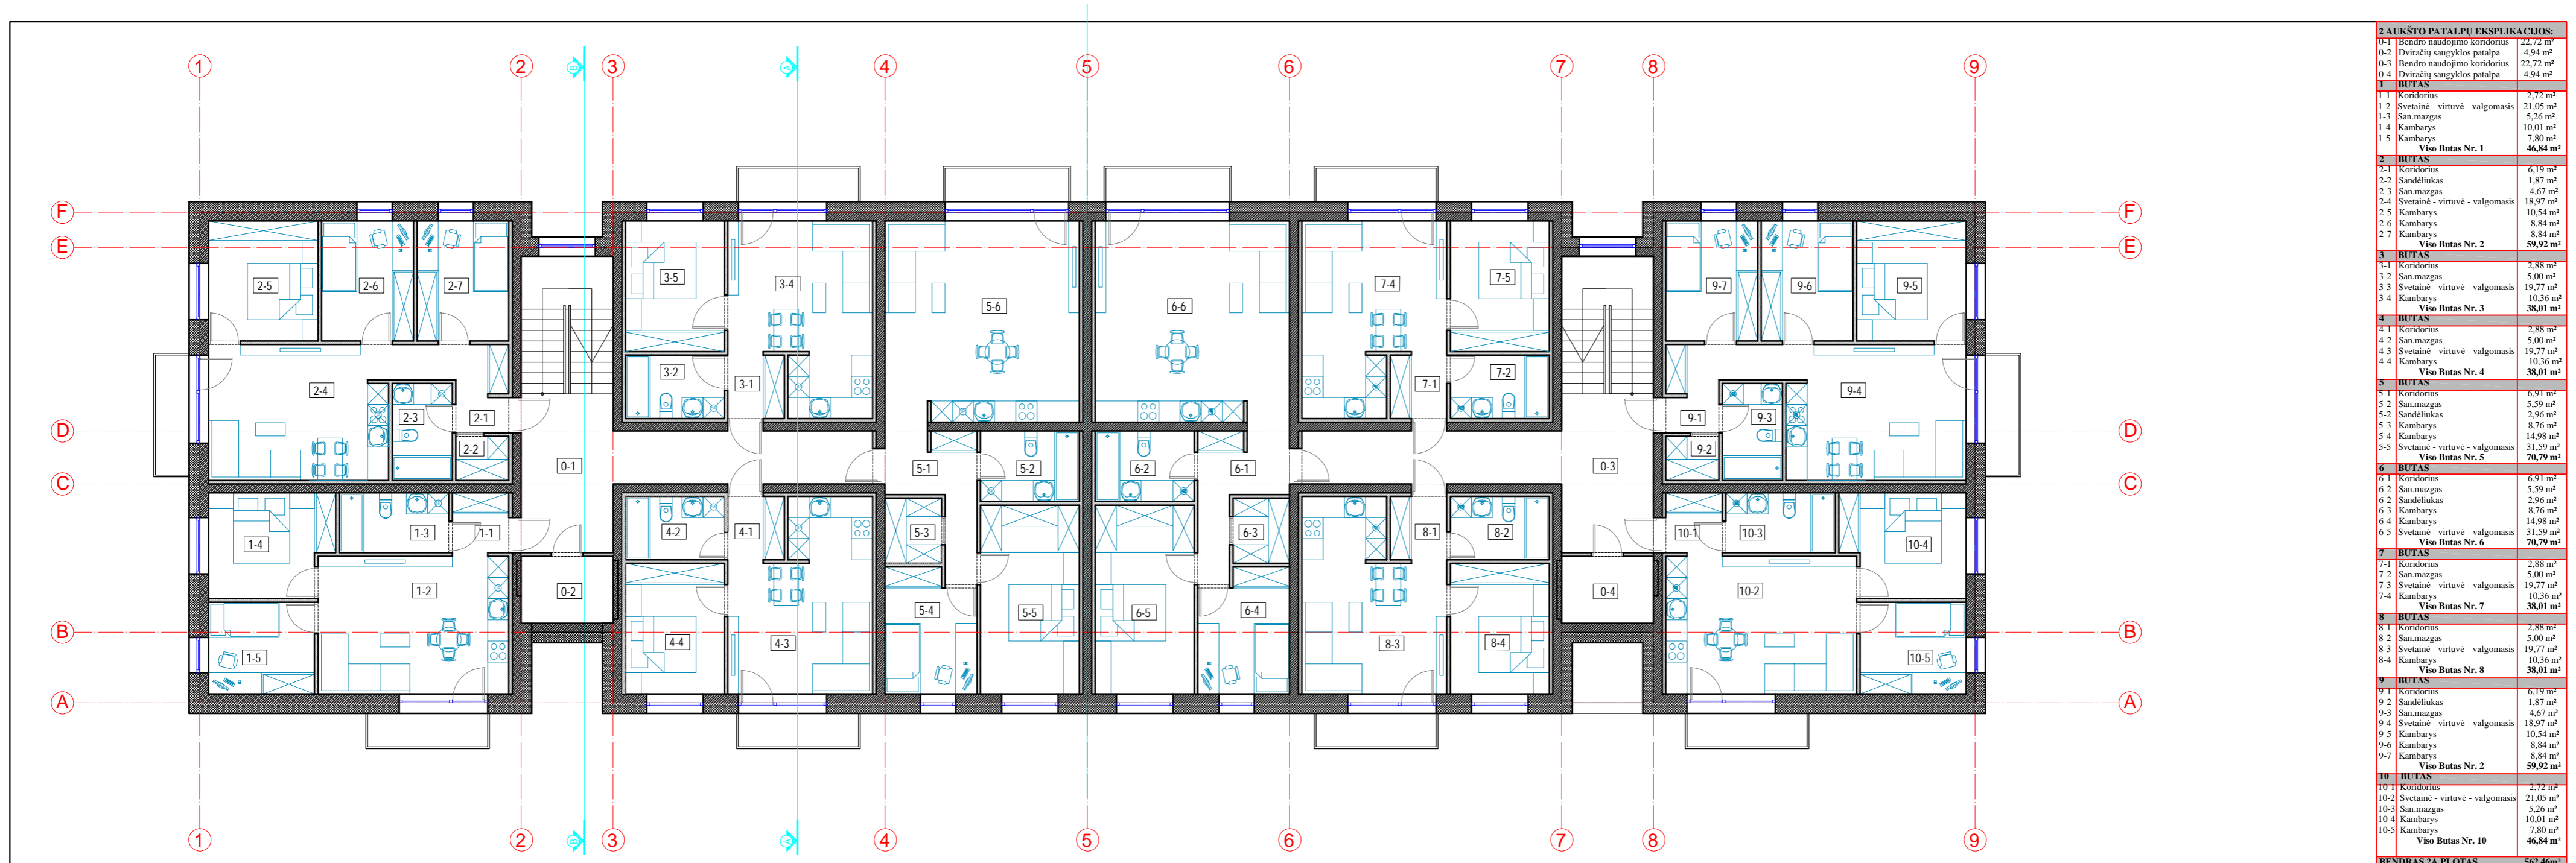 1 2 3 4 5 6 7 8 9
B A
F F
E E
2-5 2-6 2-7 3-5 3-4 5-6 6-6 7-4 7-5 9-7 9-6 9-5
2-4 2-3 2-1 3-2 3-1 7-1 7-2 9-1 9-3 9-4
D D
2-2 0-1 5-1 5-2 6-2 6-1 0-3 9-2
C C
1-4 1-3 1-1 4-2 4-1 5-3 6-3 8-1 8-2 10-1 10-3 10-4
1-2 0-2 0-4 10-2
5-4 5-5 6-5 6-4
B B
1-5 4-4 4-3 8-3 8-4 10-5
A A
1 2 3 4 5 6 7 8 9
B A
2 AUKŠTO PATALPŲ EKSPLIKACIJOS:
0-1 Bendro naudojimo koridorius 22,72 m²
0-2 Dviračių saugyklos patalpa 4,94 m²
0-3 Bendro naudojimo koridorius 22,72 m²
0-4 Dviračių saugyklos patalpa 4,94 m²
1 BUTAS
1-1 Koridorius 2,72 m²
1-2 Svetainė - virtuvė - valgomasis 21,05 m²
1-3 San.mazgas 5,26 m²
1-4 Kambarys 10,01 m²
1-5 Kambarys 7,80 m²
Viso Butas Nr. 1 46,84 m²
2 BUTAS
2-1 Koridorius 6,19 m²
2-2 Sandėliukas 1,87 m²
2-3 San.mazgas 4,67 m²
2-4 Svetainė - virtuvė - valgomasis 18,97 m²
2-5 Kambarys 10,54 m²
2-6 Kambarys 8,84 m²
2-7 Kambarys 8,84 m²
Viso Butas Nr. 2 59,92 m²
3 BUTAS
3-1 Koridorius 2,88 m²
3-2 San.mazgas 5,00 m²
3-3 Svetainė - virtuvė - valgomasis 19,77 m²
3-4 Kambarys 10,36 m²
Viso Butas Nr. 3 38,01 m²
4 BUTAS
4-1 Koridorius 2,88 m²
4-2 San.mazgas 5,00 m²
4-3 Svetainė - virtuvė - valgomasis 19,77 m²
4-4 Kambarys 10,36 m²
Viso Butas Nr. 4 38,01 m²
5 BUTAS
5-1 Koridorius 6,91 m²
5-2 San.mazgas 5,59 m²
5-2 Sandėliukas 2,96 m²
5-3 Kambarys 8,76 m²
5-4 Kambarys 14,98 m²
5-5 Svetainė - virtuvė - valgomasis 31,59 m²
Viso Butas Nr. 5 70,79 m²
6 BUTAS
6-1 Koridorius 6,91 m²
6-2 San.mazgas 5,59 m²
6-2 Sandėliukas 2,96 m²
6-3 Kambarys 8,76 m²
6-4 Kambarys 14,98 m²
6-5 Svetainė - virtuvė - valgomasis 31,59 m²
Viso Butas Nr. 6 70,79 m²
7 BUTAS
7-1 Koridorius 2,88 m²
7-2 San.mazgas 5,00 m²
7-3 Svetainė - virtuvė - valgomasis 19,77 m²
7-4 Kambarys 10,36 m²
Viso Butas Nr. 7 38,01 m²
8 BUTAS
8-1 Koridorius 2,88 m²
8-2 San.mazgas 5,00 m²
8-3 Svetainė - virtuvė - valgomasis 19,77 m²
8-4 Kambarys 10,36 m²
Viso Butas Nr. 8 38,01 m²
9 BUTAS
9-1 Koridorius 6,19 m²
9-2 Sandėliukas 1,87 m²
9-3 San.mazgas 4,67 m²
9-4 Svetainė - virtuvė - valgomasis 18,97 m²
9-5 Kambarys 10,54 m²
9-6 Kambarys 8,84 m²
9-7 Kambarys 8,84 m²
Viso Butas Nr. 2 59,92 m²
10 BUTAS
10-1 Koridorius 2,72 m²
10-2 Svetainė - virtuvė - valgomasis 21,05 m²
10-3 San.mazgas 5,26 m²
10-4 Kambarys 10,01 m²
10-5 Kambarys 7,80 m²
Viso Butas Nr. 10 46,84 m²
BENDRAS 2A PLOTAS 562,46m²